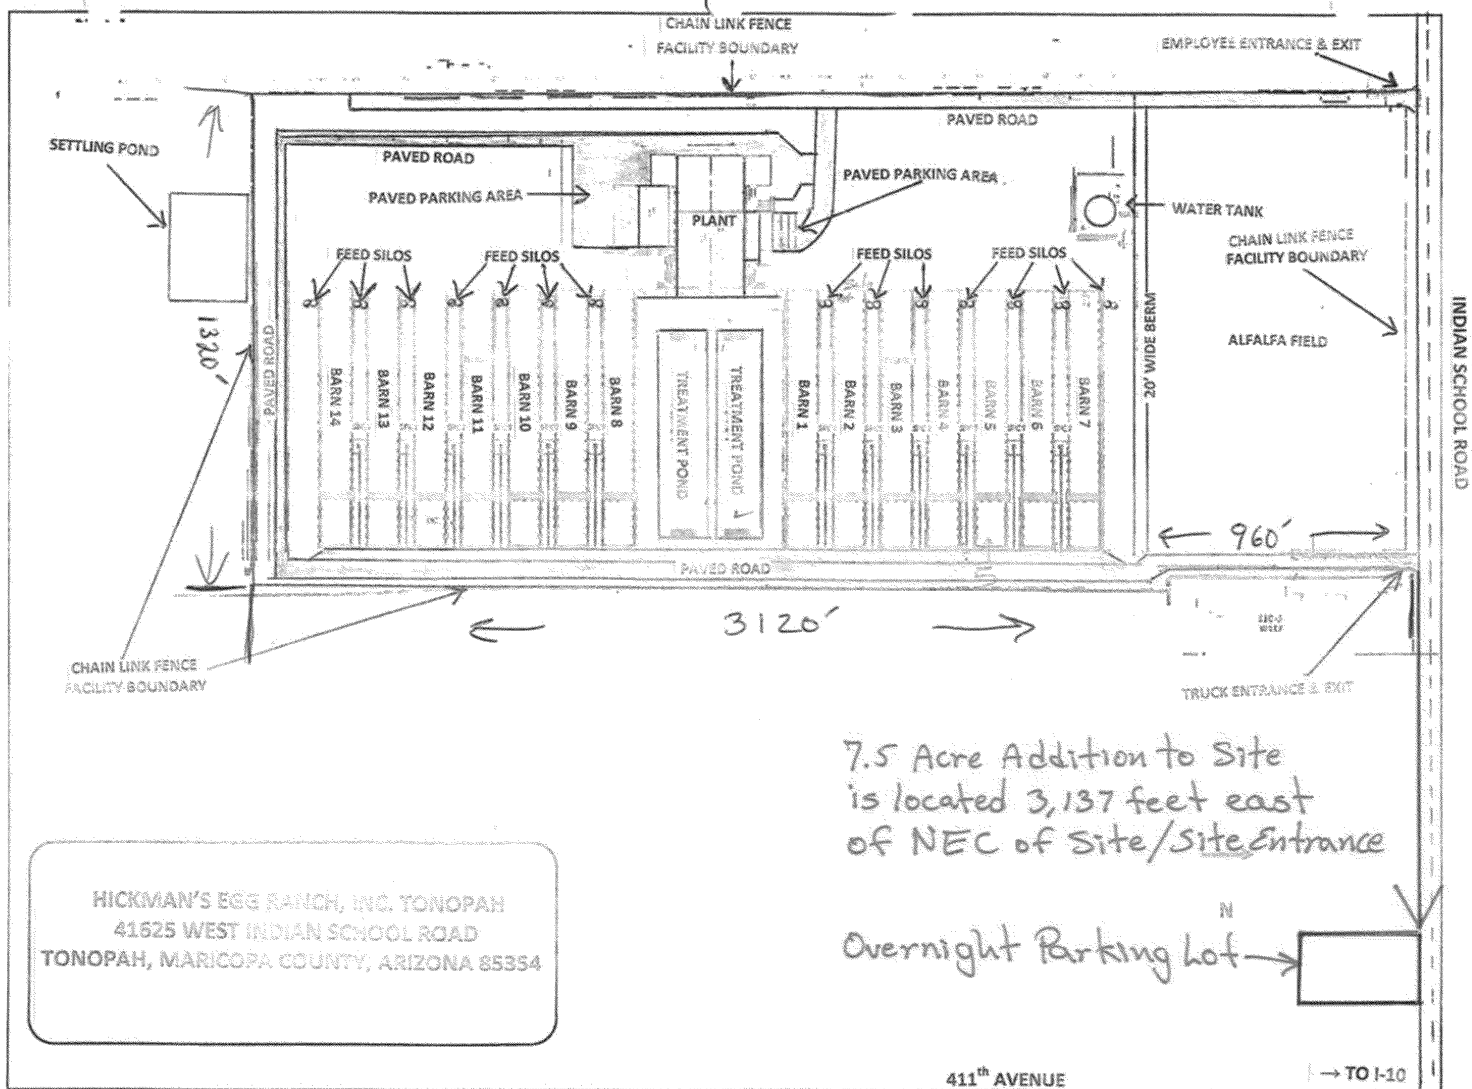 CHAIN LINK FENCE
FACILITY BOUNDARY
EMPLOYEE ENTRANCE & EXIT
SETTLING POND
PAVED ROAD
PAVED ROAD
PAVED PARKING AREA
PAVED PARKING AREA
PLANT
WATER TANK
CHAIN LINK FENCE
FACILITY BOUNDARY
FEED SILOS
FEED SILOS
FEED SILOS
FEED SILOS
1320'
PAVED ROAD
BARN 14
BARN 13
BARN 12
BARN 11
BARN 10
BARN 9
BARN 8
TREATMENT POND
TREATMENT POND
BARN 1
BARN 2
BARN 3
BARN 4
BARN 5
BARN 6
BARN 7
20' WIDE BERM
ALFALFA FIELD
INDIAN SCHOOL ROAD
960'
PAVED ROAD
3120'
CHAIN LINK FENCE
FACILITY BOUNDARY
TRUCK ENTRANCE & EXIT
7.5 Acre Addition to Site
is located 3,137 feet east
of NEC of Site/Site Entrance
N
Overnight Parking Lot
HICKMAN'S EGG RANCH, INC. TONOPAH
41625 WEST INDIAN SCHOOL ROAD
TONOPAH, MARICOPA COUNTY, ARIZONA 85354
411th AVENUE
→ TO I-10